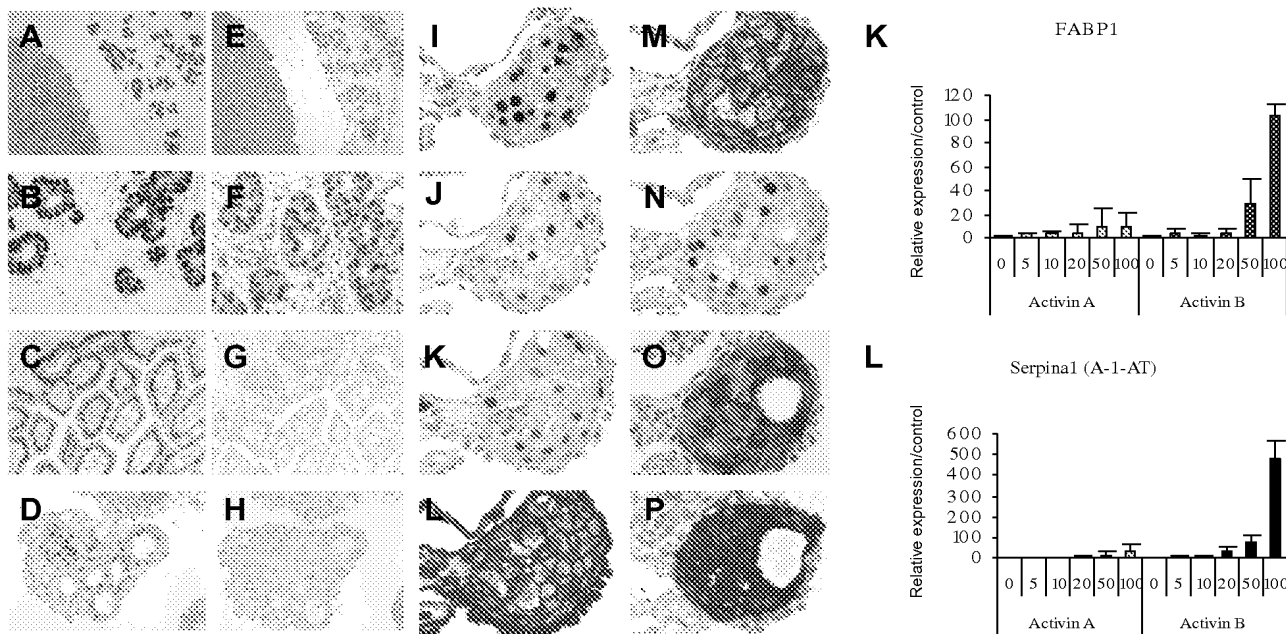 A E I M
B F J N
C G K O
D H L P
K
FABP1
Relative expression/control
120
100
80
60
40
20
0
0 5 10 20 50 100 0 5 10 20 50 100
Activin A Activin B
L
Serpina1 (A-1-AT)
Relative expression/control
600
500
400
300
200
100
0
0 5 10 20 50 100 0 5 10 20 50 100
Activin A Activin B